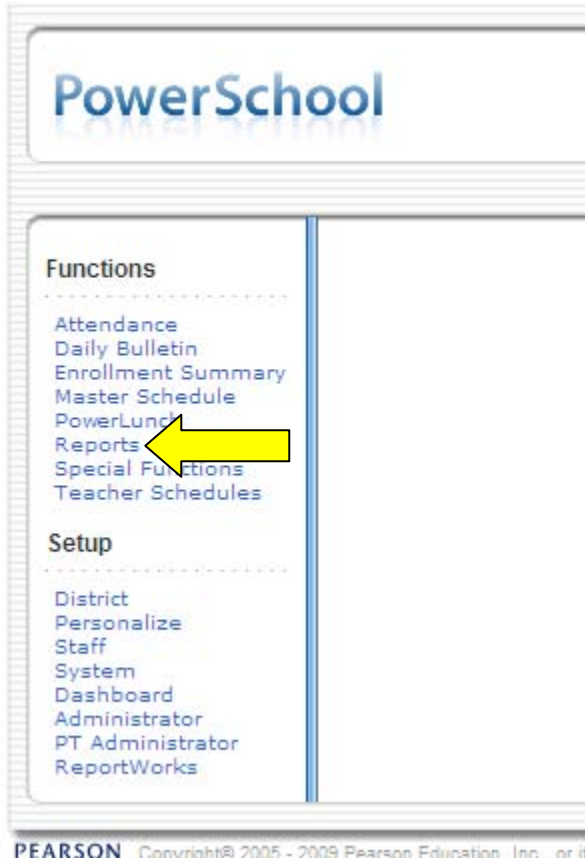 PowerSchool
Functions
Attendance
Daily Bulletin
Enrollment Summary
Master Schedule
PowerLunch
Reports
Special Functions
Teacher Schedules
Setup
District
Personalize
Staff
System
Dashboard
Administrator
PT Administrator
ReportWorks
PEARSON Copyright© 2005 - 2009 Pearson Education, Inc., or